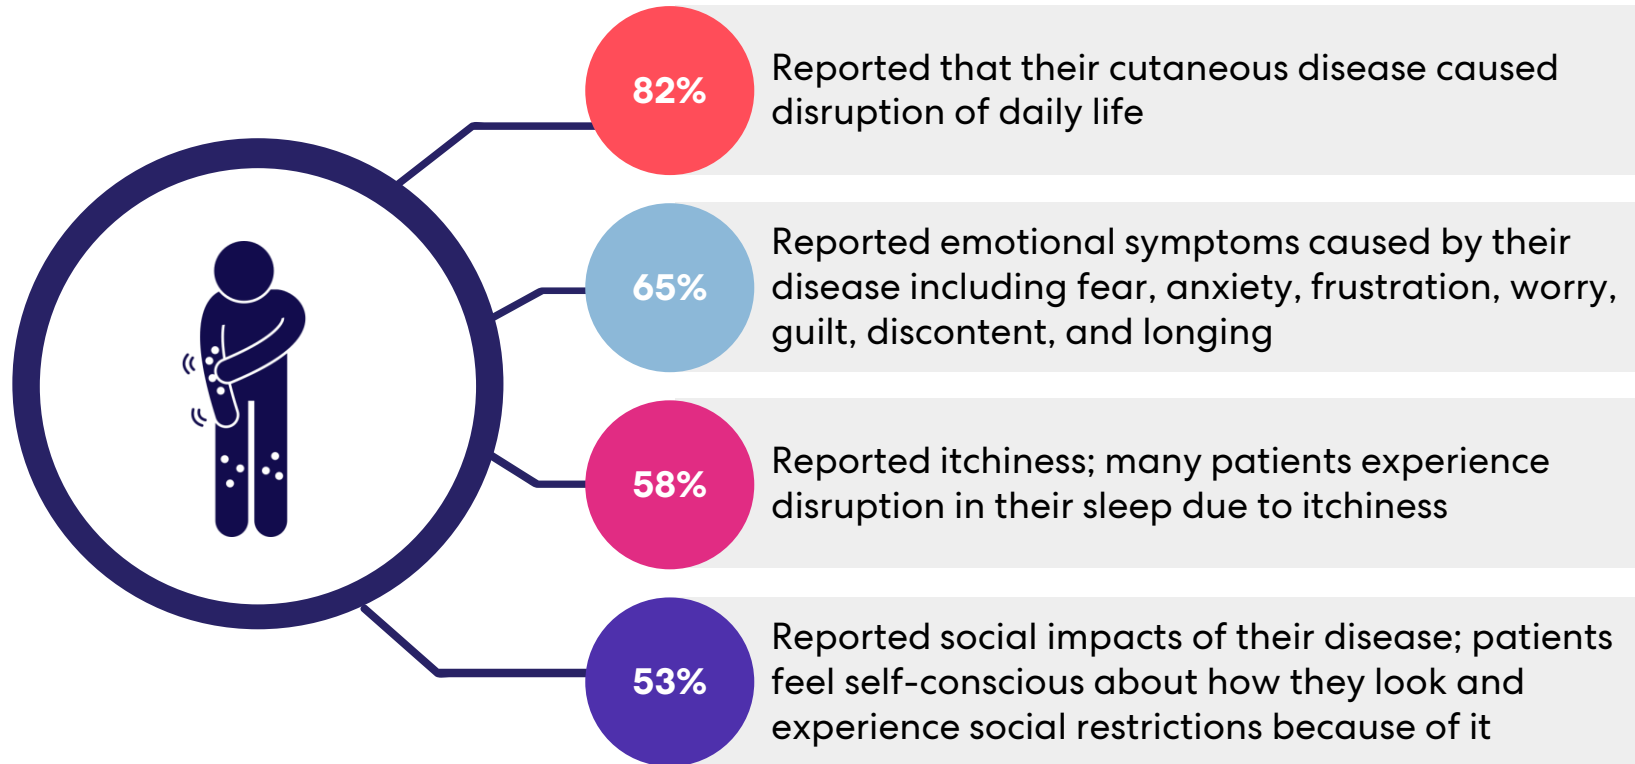 82%
Reported that their cutaneous disease caused
disruption of daily life
65%
Reported emotional symptoms caused by their
disease including fear, anxiety, frustration, worry,
guilt, discontent, and longing
58%
Reported itchiness; many patients experience
disruption in their sleep due to itchiness
53%
Reported social impacts of their disease; patients
feel self-conscious about how they look and
experience social restrictions because of it